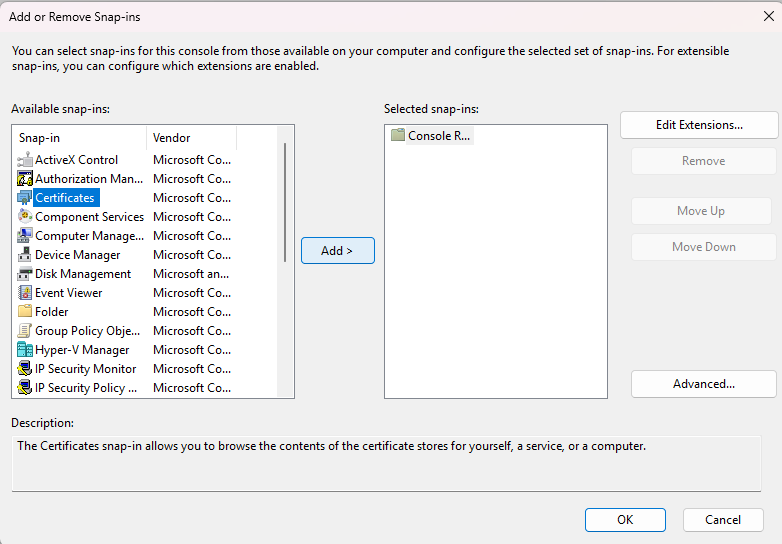 Add or Remove Snap-ins
You can select snap-ins for this console from those available on your computer and configure the selected set of snap-ins. For extensible
snap-ins, you can configure which extensions are enabled.
Available snap-ins:
Snap-in Vendor
ActiveX Control Microsoft Co...
Authorization Man... Microsoft Co...
Certificates Microsoft Co...
Component Services Microsoft Co...
Computer Manage... Microsoft Co...
Device Manager Microsoft Co...
Disk Management Microsoft an...
Event Viewer Microsoft Co...
Folder Microsoft Co...
Group Policy Obje... Microsoft Co...
Hyper-V Manager Microsoft Co...
IP Security Monitor Microsoft Co...
IP Security Policy ... Microsoft Co...
Add >
Selected snap-ins:
Console R...
Edit Extensions...
Remove
Move Up
Move Down
Advanced...
Description:
The Certificates snap-in allows you to browse the contents of the certificate stores for yourself, a service, or a computer.
OK
Cancel